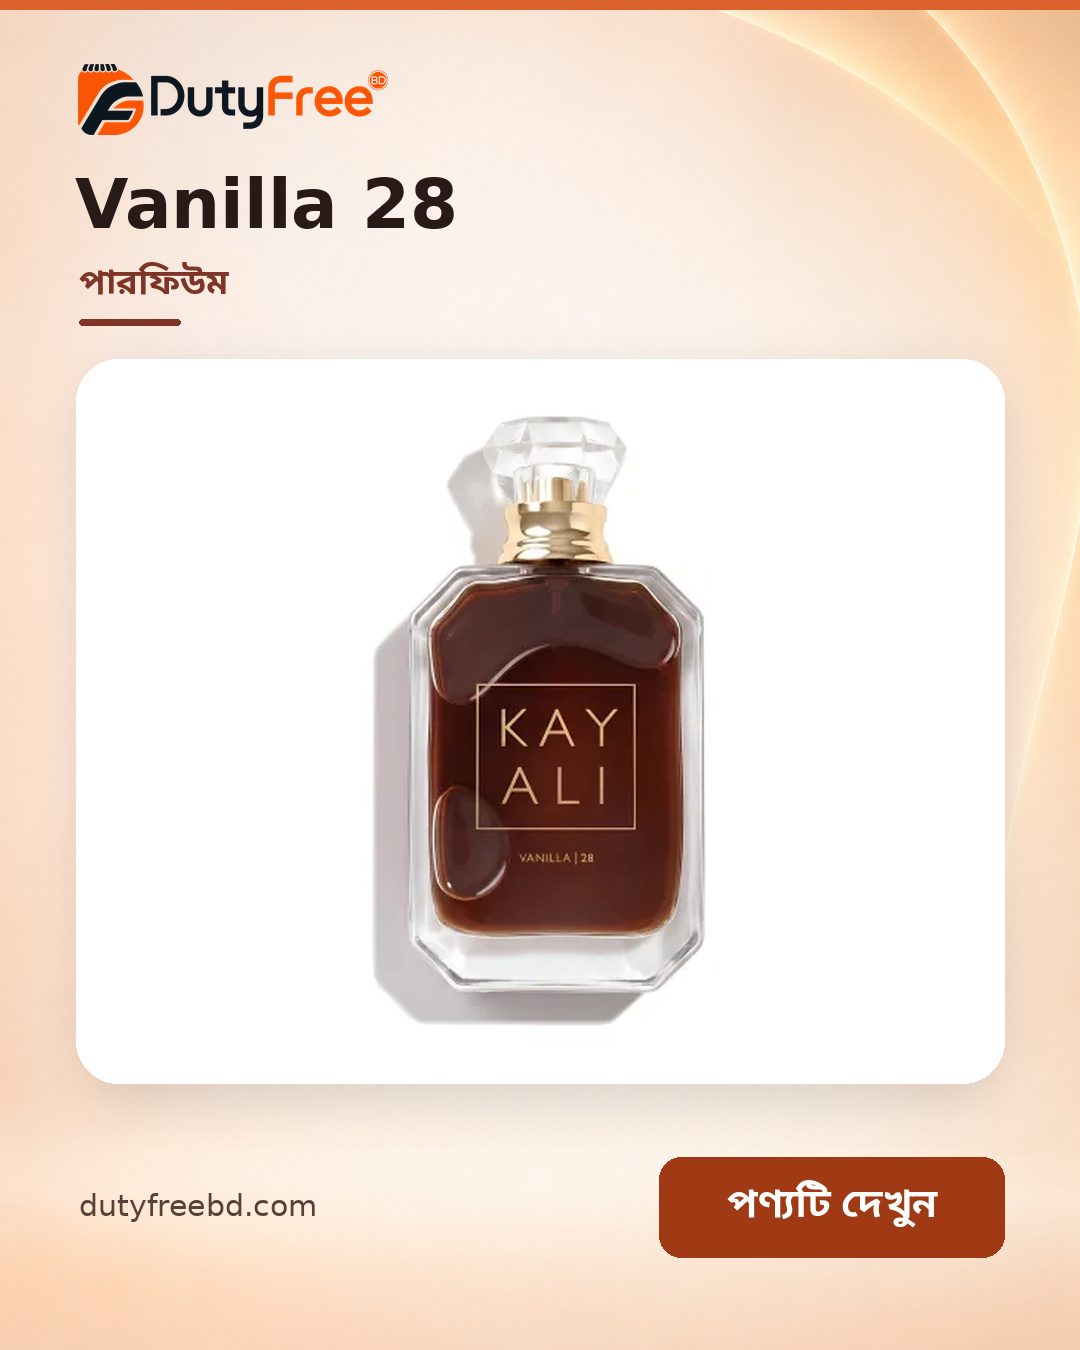 DutyFree BD
Vanilla 28
পারফিউম
KAY
ALI
VANILLA | 28
dutyfreebd.com
পণ্যটি দেখুন